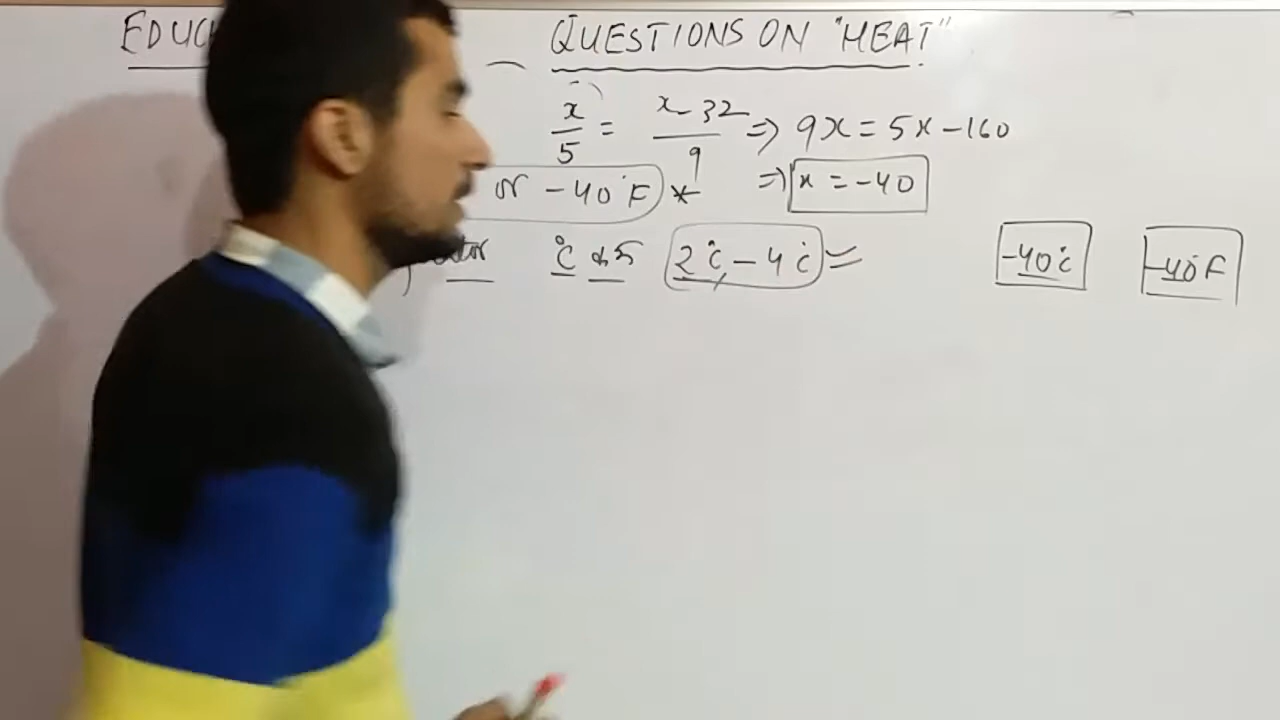 EDUC QUESTIONS ON "HEAT"
x/5 = x-32/9 => 9x = 5x - 160
or -40°F * => x = -40
°C 2°C - 4°C -40°C -40°F